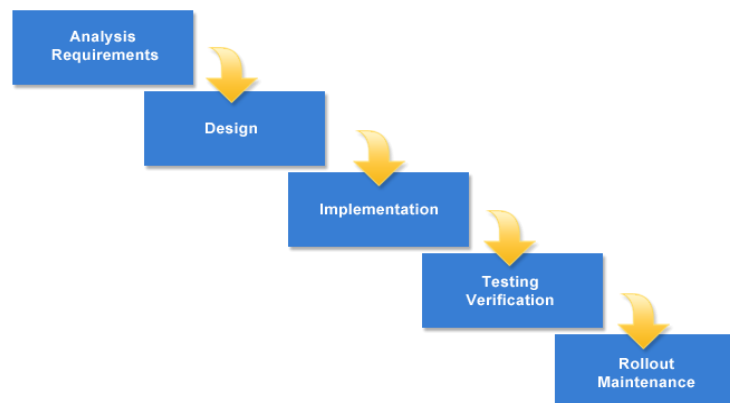 Analysis
Requirements
Design
Implementation
Testing
Verification
Rollout
Maintenance